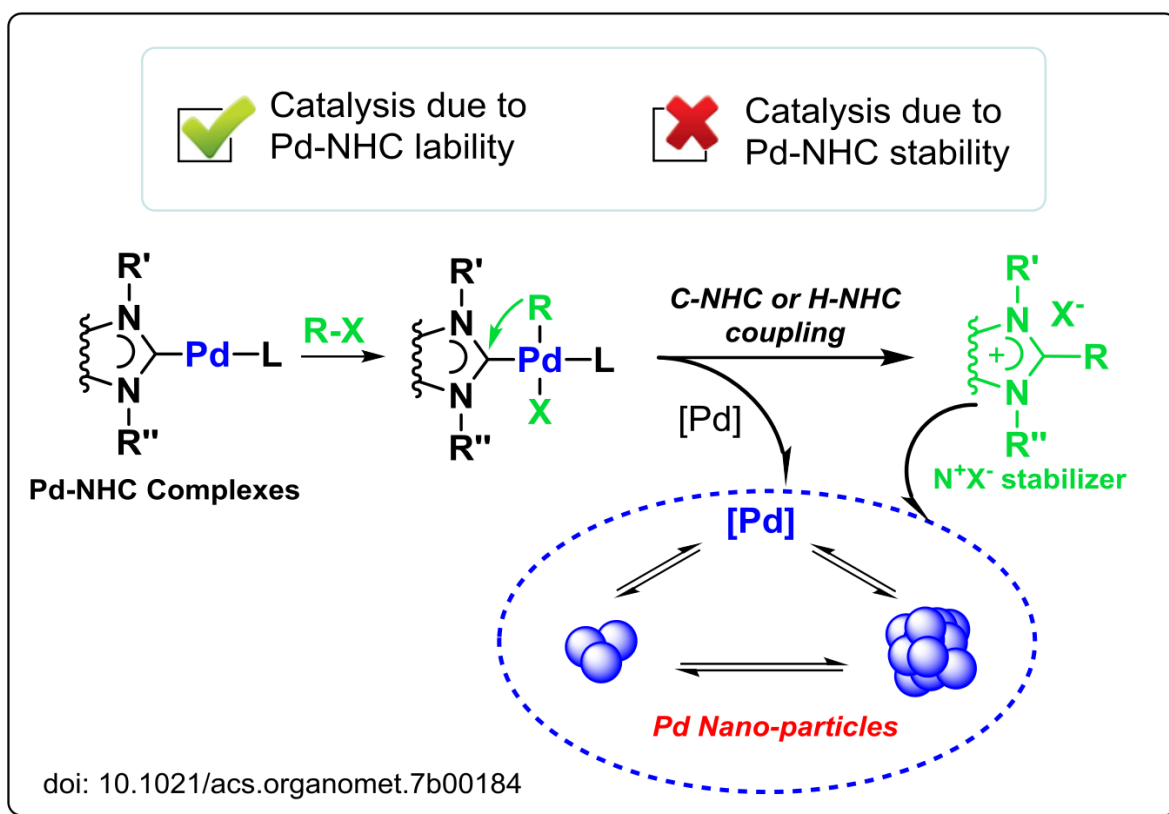 Catalysis due to
Pd-NHC lability
Catalysis due to
Pd-NHC stability
R'
N
Pd
L
N
R"
Pd-NHC Complexes
R-X
R'
N
R
Pd
L
N
X
R"
C-NHC or H-NHC
coupling
[Pd]
R'
N
X⁻
+
R
N
R"
N⁺X⁻ stabilizer
[Pd]
Pd Nano-particles
doi: 10.1021/acs.organomet.7b00184